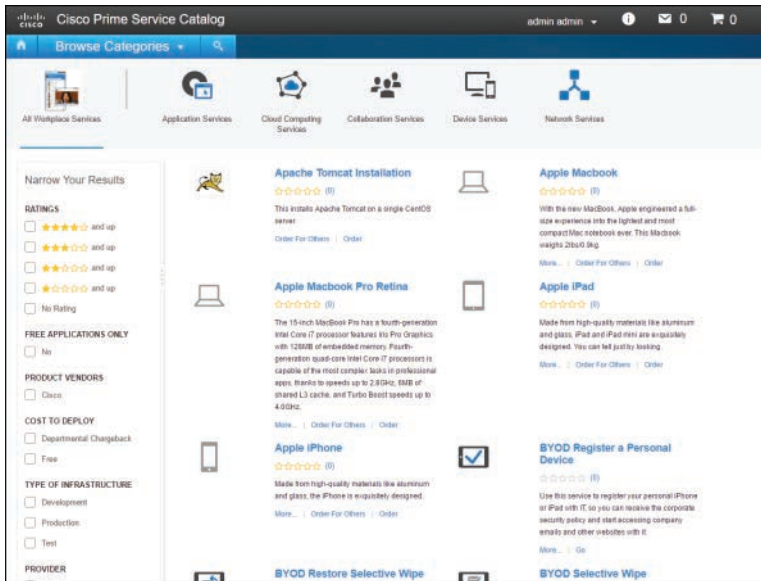 cisco Cisco Prime Service Catalog
admin admin
0
0
Browse Categories
All Workplace Services
Application Services
Cloud Computing
Services
Collaboration Services
Device Services
Network Services
Narrow Your Results
RATINGS
and up
and up
and up
and up
No Rating
FREE APPLICATIONS ONLY
No
PRODUCT VENDORS
Cisco
COST TO DEPLOY
Departmental Chargeback
Free
TYPE OF INFRASTRUCTURE
Development
Production
Test
PROVIDER
Apache Tomcat Installation
(0)
This installs Apache Tomcat on a single CentOS
server
Order For Others | Order
Apple Macbook
(0)
With the new MacBook, Apple engineered a full-
size experience into the lightest and most
compact Mac notebook ever. This Macbook
weighs 2lbs/0.9kg.
More... | Order For Others | Order
Apple Macbook Pro Retina
(0)
The 15-inch MacBook Pro has a fourth-generation
Intel Core i7 processor features Iris Pro Graphics
with 128MB of embedded memory. Fourth-
generation quad-core Intel Core i7 processors is
capable of the most complex tasks in professional
apps, thanks to speeds up to 2.8GHz, 6MB of
shared L3 cache, and Turbo Boost speeds up to
4.0GHz.
More... | Order For Others | Order
Apple iPad
(0)
Made from high-quality materials like aluminum
and glass, iPad and iPad mini are exquisitely
designed. You can tell just by looking.
More... | Order For Others | Order
Apple iPhone
(0)
Made from high-quality materials like aluminum
and glass, the iPhone is exquisitely designed.
More... | Order For Others | Order
BYOD Register a Personal
Device
(0)
Use this service to register your personal iPhone
or iPad with IT, so you can receive the corporate
security policy and start accessing company
emails and other websites with it.
More... | Go
BYOD Restore Selective Wipe
BYOD Selective Wipe